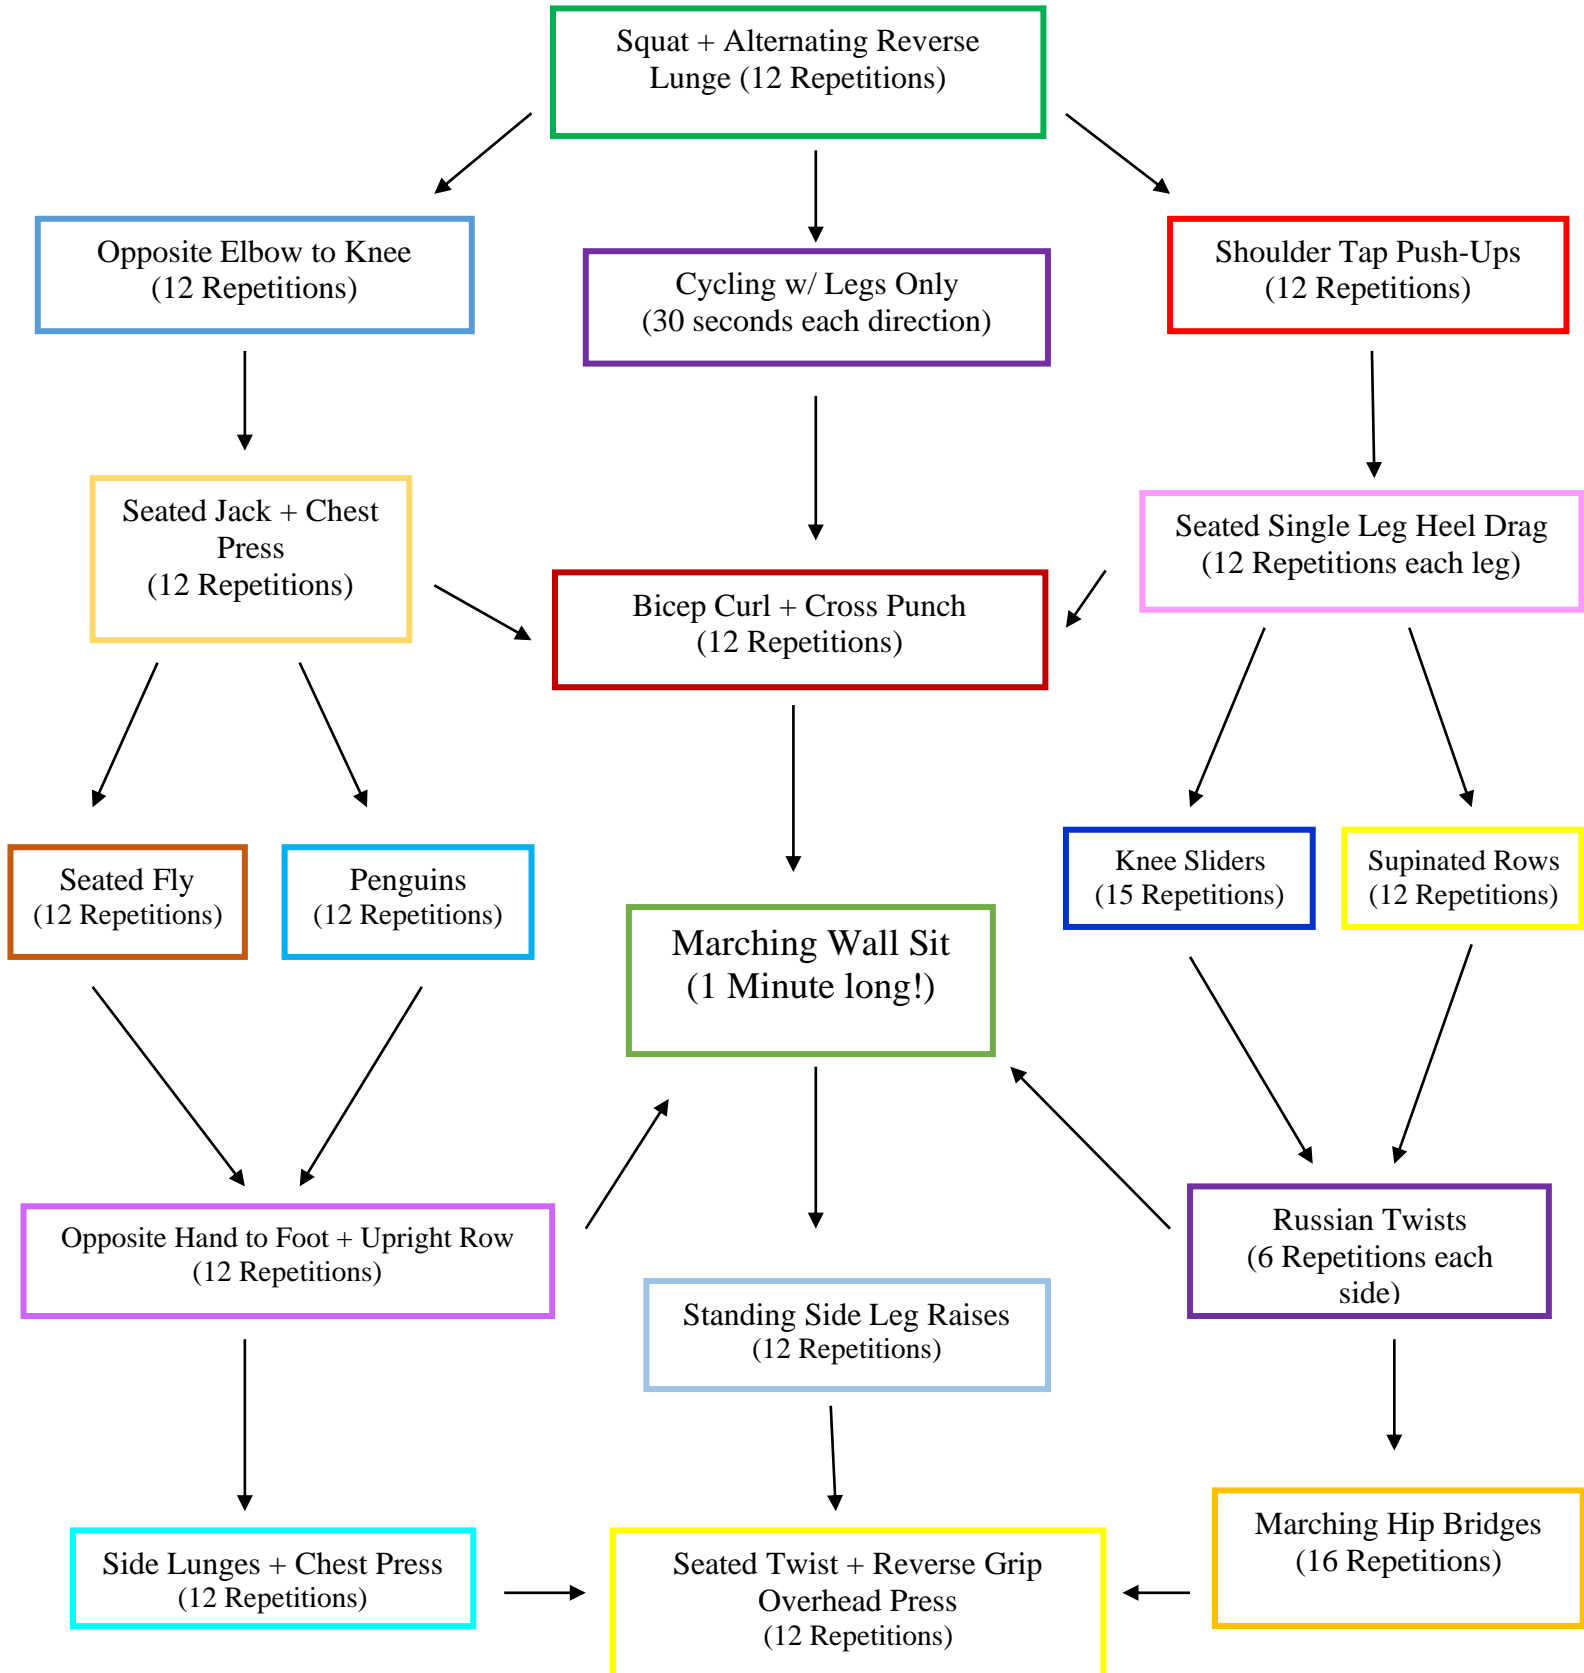 Squat + Alternating Reverse
Lunge (12 Repetitions)
Opposite Elbow to Knee
(12 Repetitions)
Cycling w/ Legs Only
(30 seconds each direction)
Shoulder Tap Push-Ups
(12 Repetitions)
Seated Jack + Chest
Press
(12 Repetitions)
Bicep Curl + Cross Punch
(12 Repetitions)
Seated Single Leg Heel Drag
(12 Repetitions each leg)
Seated Fly
(12 Repetitions)
Penguins
(12 Repetitions)
Marching Wall Sit
(1 Minute long!)
Knee Sliders
(15 Repetitions)
Supinated Rows
(12 Repetitions)
Opposite Hand to Foot + Upright Row
(12 Repetitions)
Standing Side Leg Raises
(12 Repetitions)
Russian Twists
(6 Repetitions each
side)
Side Lunges + Chest Press
(12 Repetitions)
Seated Twist + Reverse Grip
Overhead Press
(12 Repetitions)
Marching Hip Bridges
(16 Repetitions)